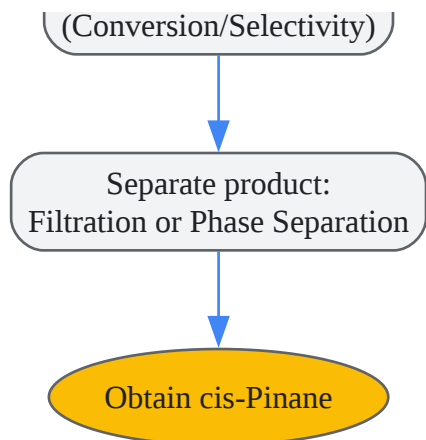 (Conversion/Selectivity)
Separate product:
Filtration or Phase Separation
Obtain cis-Pinane